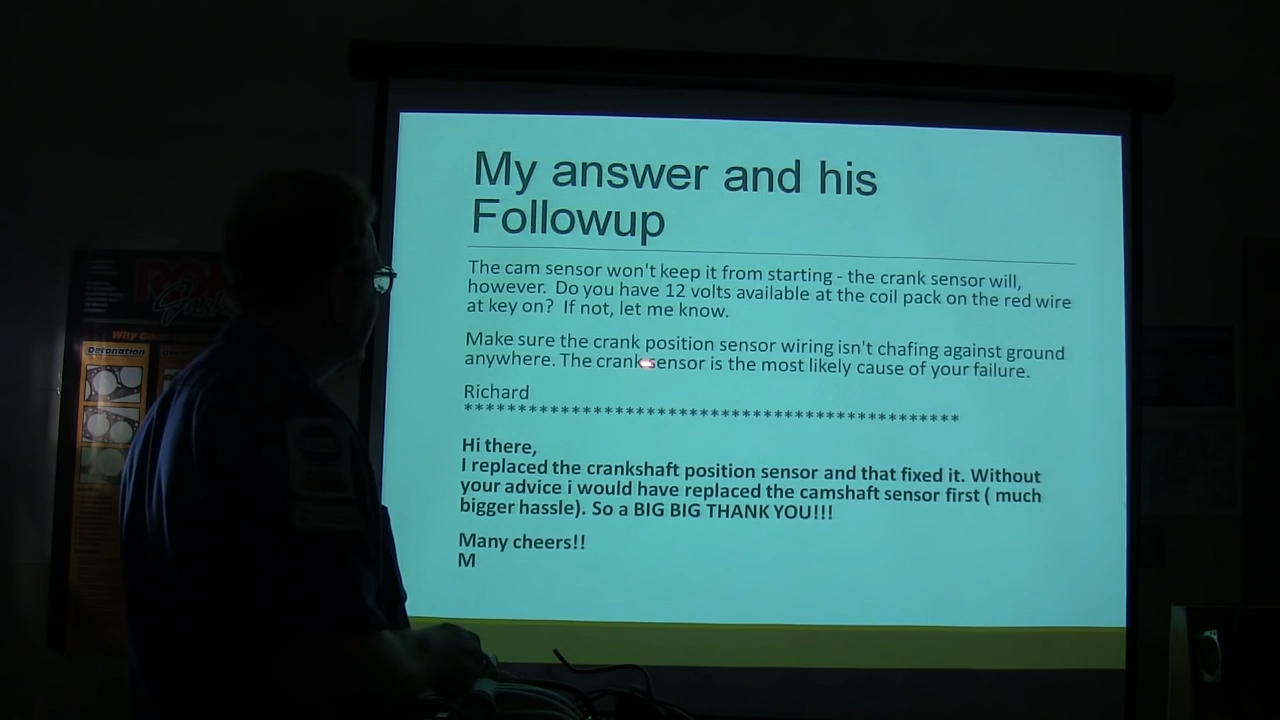 My answer and his
Followup
The cam sensor won't keep it from starting - the crank sensor will,
however. Do you have 12 volts available at the coil pack on the red wire
at key on? If not, let me know.
Make sure the crank position sensor wiring isn't chafing against ground
anywhere. The crank sensor is the most likely cause of your failure.
Richard
**********************************************
Hi there,
I replaced the crankshaft position sensor and that fixed it. Without
your advice i would have replaced the camshaft sensor first ( much
bigger hassle). So a BIG BIG THANK YOU!!!
Many cheers!!
M
Why
Detonation